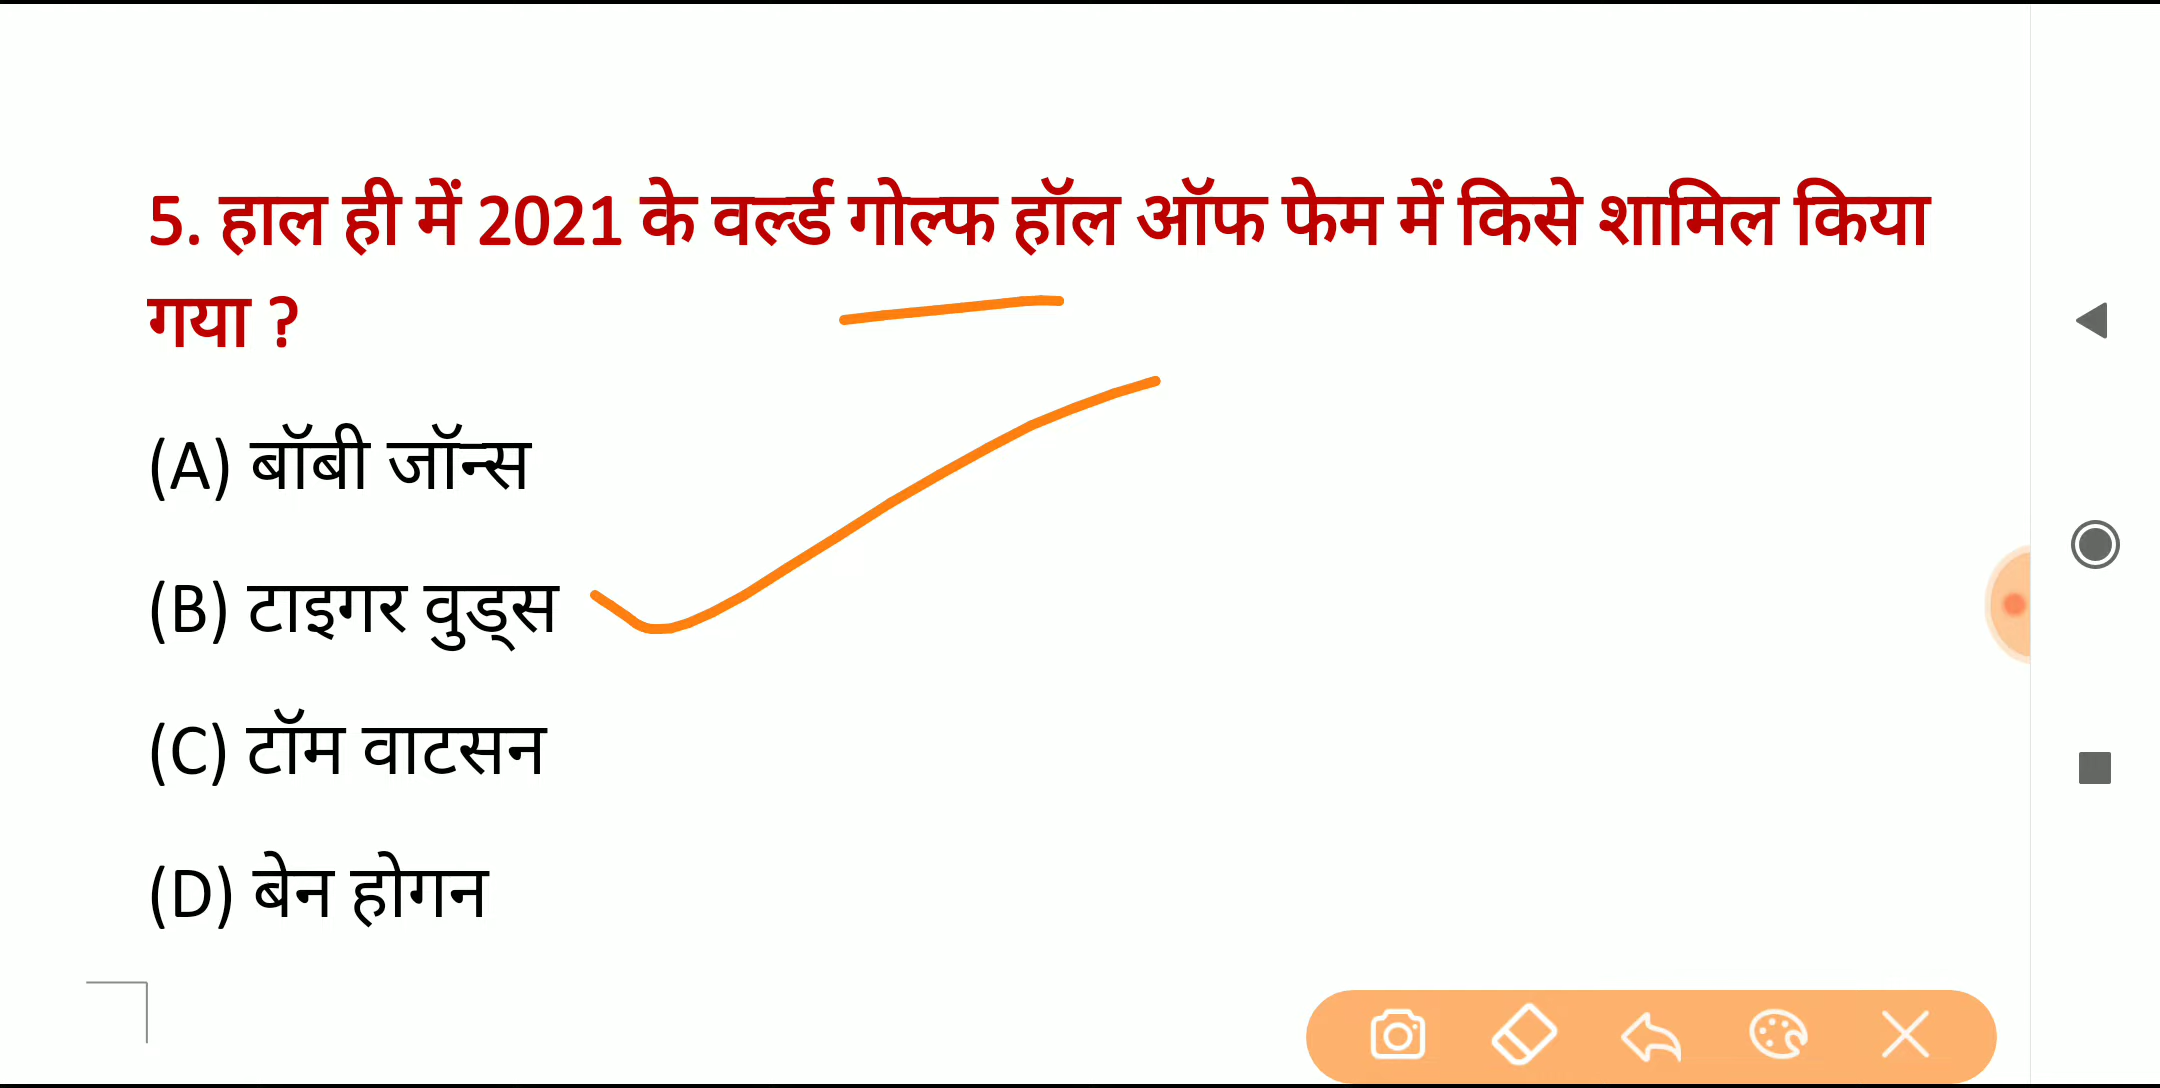 5. हाल ही में 2021 के वर्ल्ड गोल्फ हॉल ऑफ फेम में किसे शामिल किया
गया ?
(A) बॉबी जॉन्स
(B) टाइगर वुड्स
(C) टॉम वाटसन
(D) बेन होगन